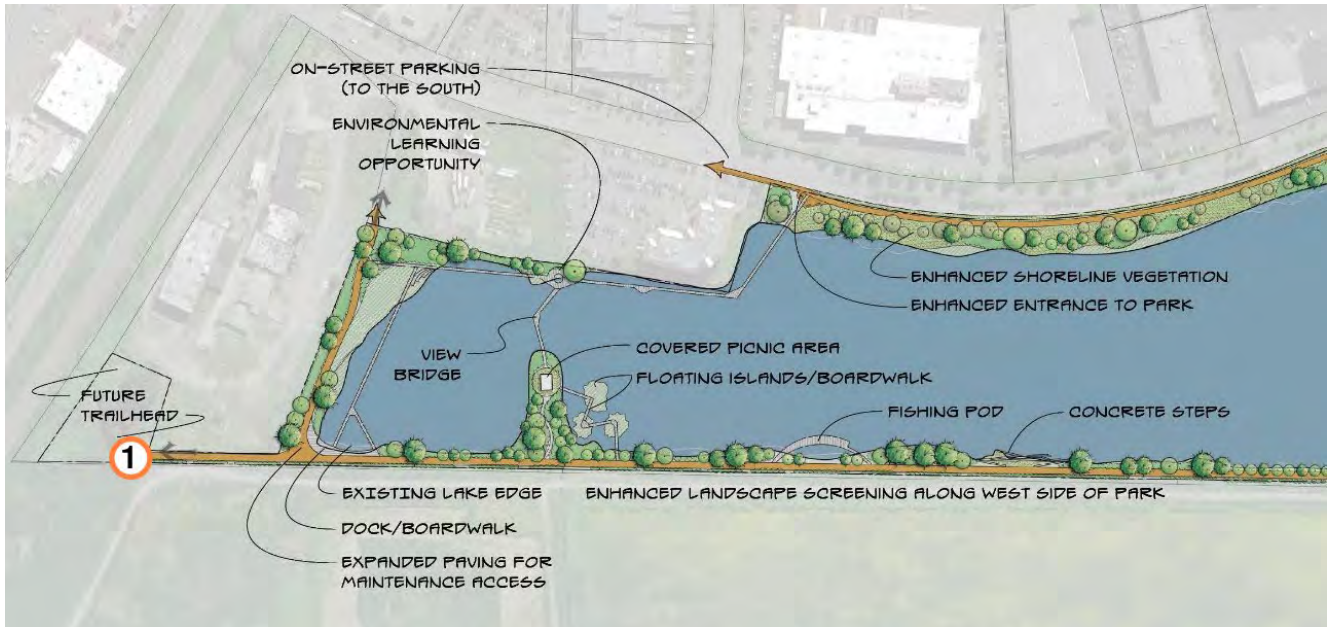 ON-STREET PARKING
(TO THE SOUTH)
ENVIRONMENTAL
LEARNING
OPPORTUNITY
ENHANCED SHORELINE VEGETATION
ENHANCED ENTRANCE TO PARK
VIEW
BRIDGE
COVERED PICNIC AREA
FLOATING ISLANDS/BOARDWALK
FISHING POD
CONCRETE STEPS
FUTURE
TRAILHEAD
1
EXISTING LAKE EDGE
ENHANCED LANDSCAPE SCREENING ALONG WEST SIDE OF PARK
DOCK/BOARDWALK
EXPANDED PAVING FOR
MAINTENANCE ACCESS